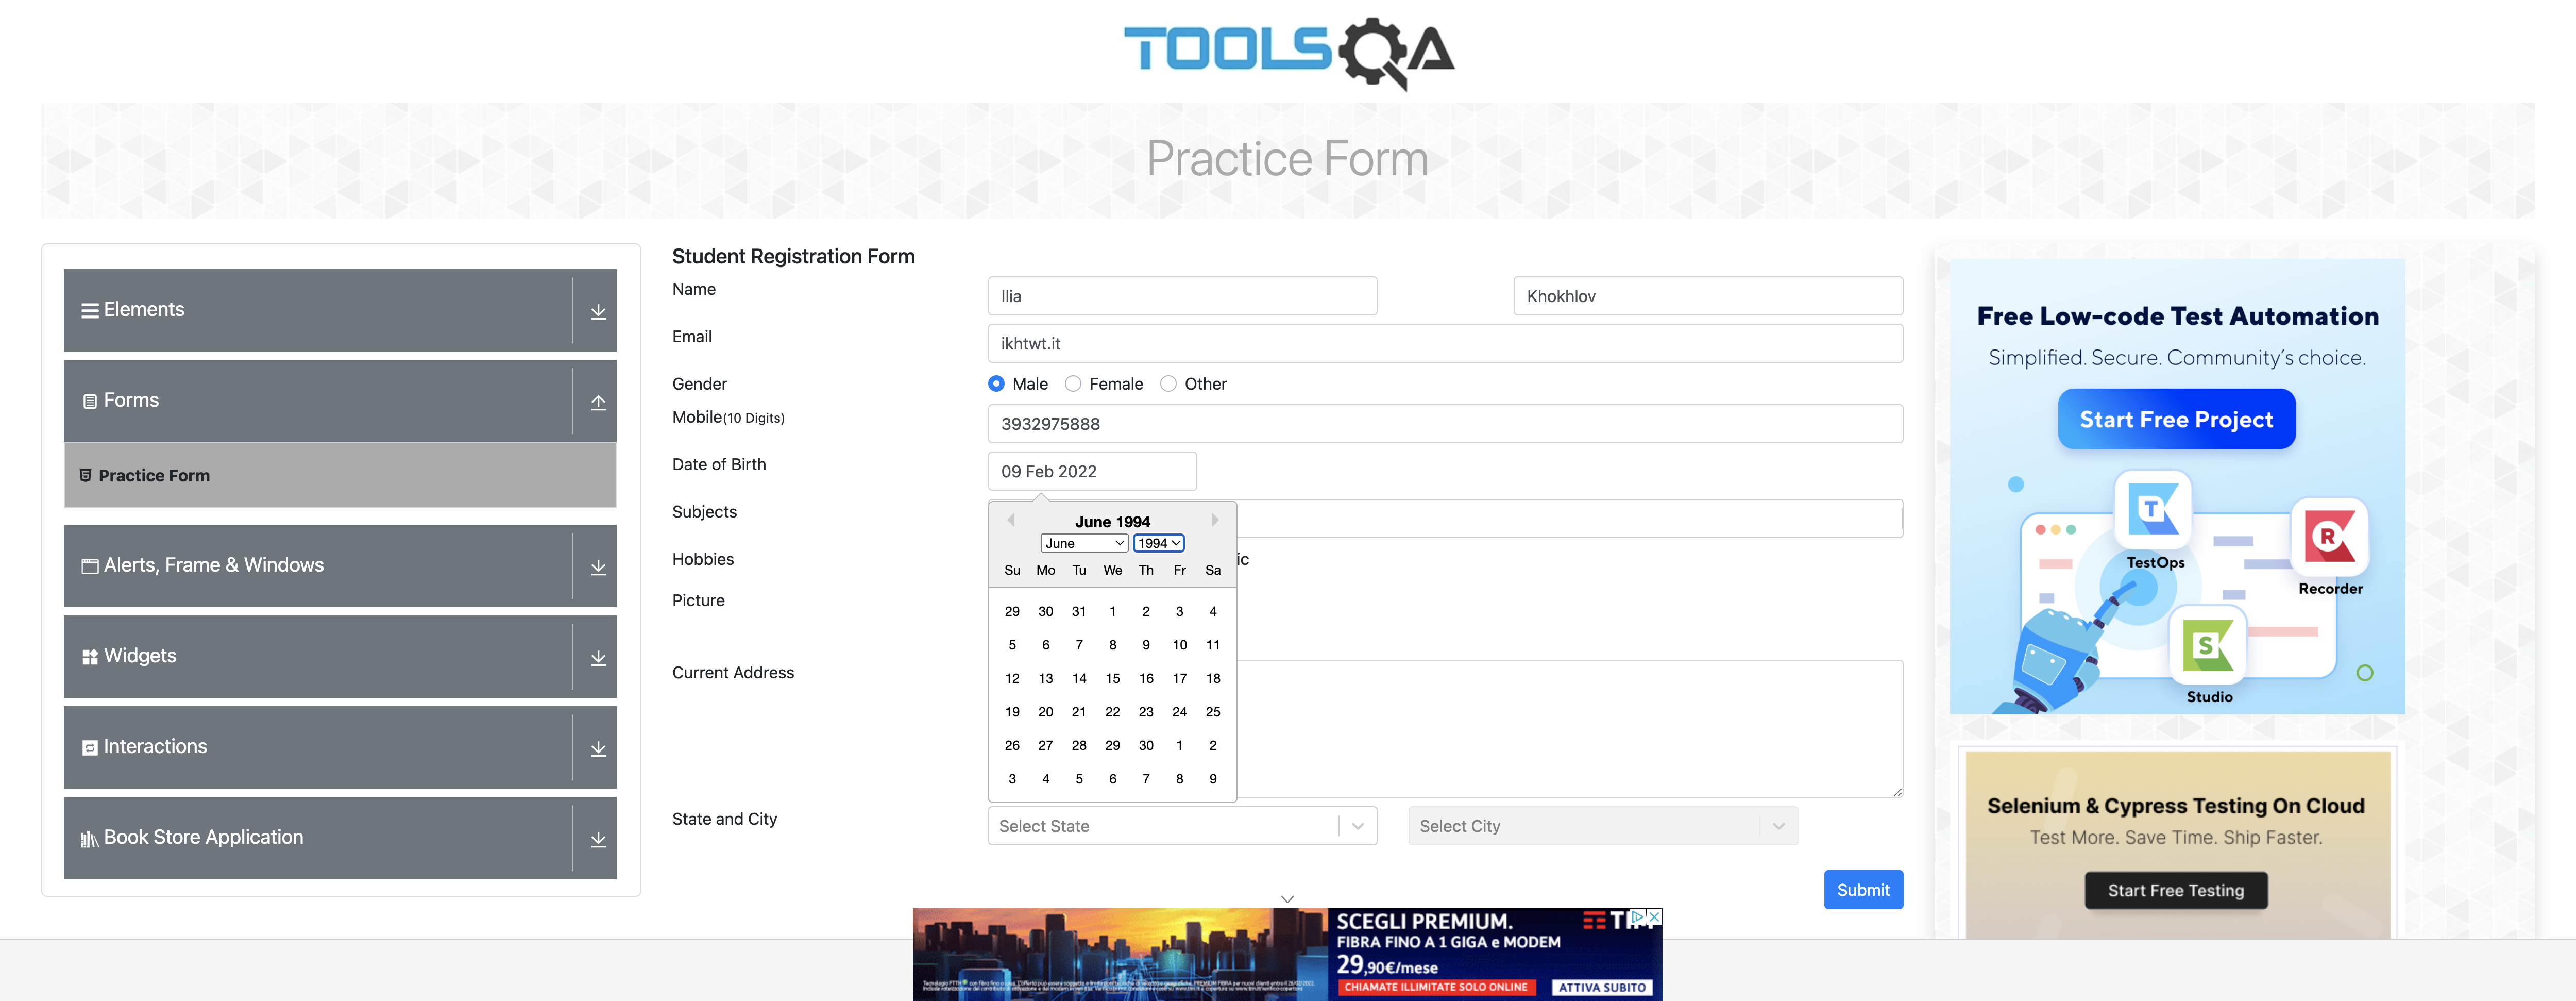 TOOLSQA
Practice Form
Elements
Forms
Practice Form
Alerts, Frame & Windows
Widgets
Interactions
Book Store Application
Student Registration Form
Name
Ilia
Khokhlov
Email
ikhtwt.it
Gender
Male
Female
Other
Mobile(10 Digits)
3932975888
Date of Birth
09 Feb 2022
Subjects
June 1994
June
1994
Su Mo Tu We Th Fr Sa
29 30 31 1 2 3 4
5 6 7 8 9 10 11
12 13 14 15 16 17 18
19 20 21 22 23 24 25
26 27 28 29 30 1 2
3 4 5 6 7 8 9
Hobbies
ic
Picture
Current Address
State and City
Select State
Select City
Submit
Free Low-code Test Automation
Simplified. Secure. Community's choice.
Start Free Project
T
TestOps
R
Recorder
S
Studio
Selenium & Cypress Testing On Cloud
Test More. Save Time. Ship Faster.
Start Free Testing
SCEGLI PREMIUM.
FIBRA FINO A 1 GIGA e MODEM
29,90€/mese
CHIAMATE ILLIMITATE SOLO ONLINE
ATTIVA SUBITO